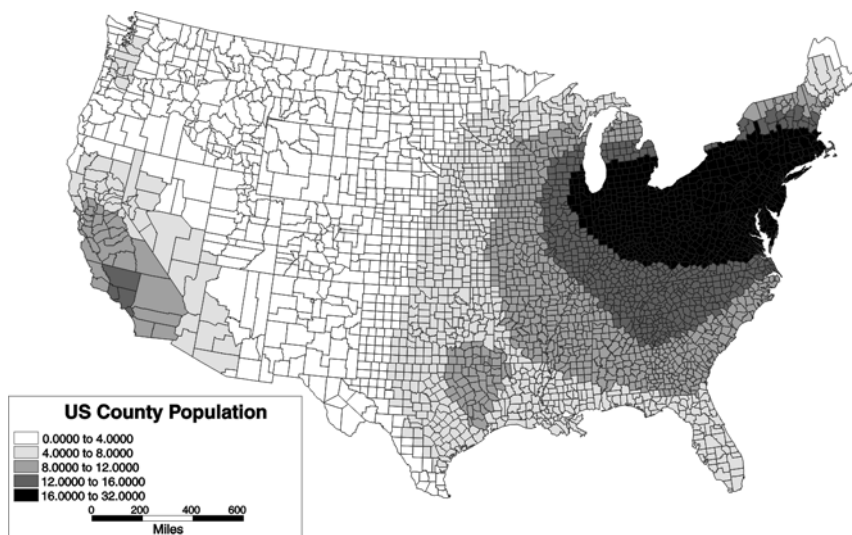 US County Population
0.0000 to 4.0000
4.0000 to 8.0000
8.0000 to 12.0000
12.0000 to 16.0000
16.0000 to 32.0000
0 200 400 600
Miles